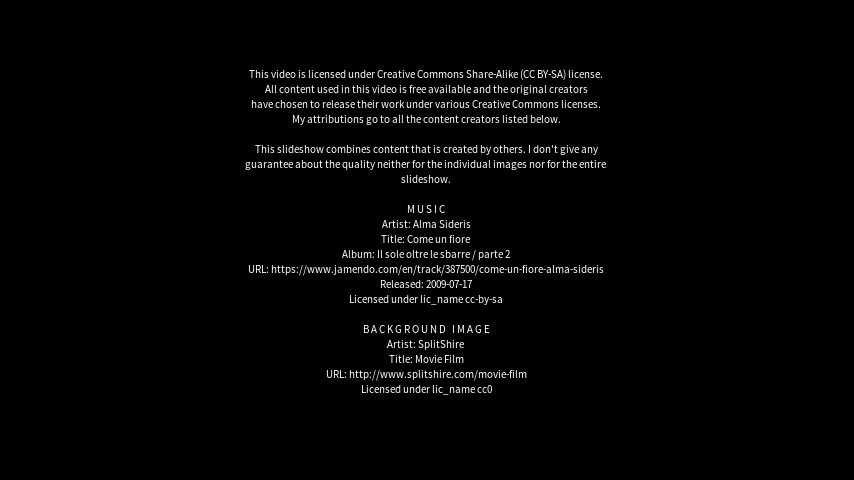 This video is licensed under Creative Commons Share-Alike (CC BY-SA) license.
All content used in this video is free available and the original creators
have chosen to release their work under various Creative Commons licenses.
My attributions go to all the content creators listed below.
This slideshow combines content that is created by others. I don't give any
guarantee about the quality neither for the individual images nor for the entire
slideshow.
MUSIC
Artist: Alma Sideris
Title: Come un fiore
Album: Il sole oltre le sbarre / parte 2
URL: https://www.jamendo.com/en/track/387500/come-un-fiore-alma-sideris
Released: 2009-07-17
Licensed under lic_name cc-by-sa
BACKGROUND IMAGE
Artist: SplitShire
Title: Movie Film
URL: http://www.splitshire.com/movie-film
Licensed under lic_name cc0